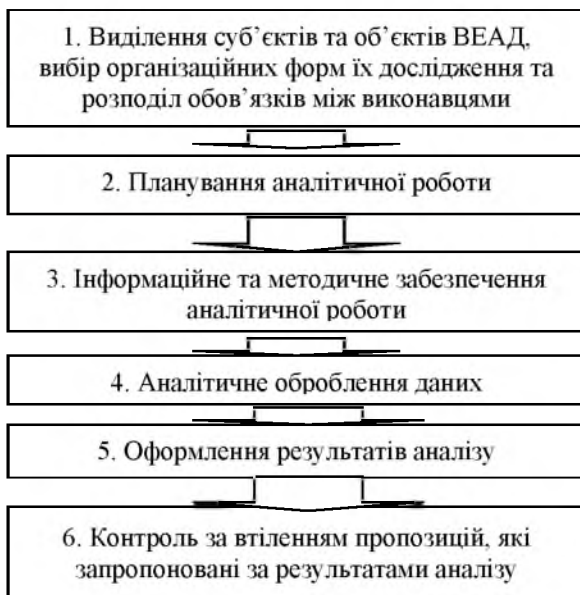 1. Виділення суб’єктів та об’єктів ВЕАД,
вибір організаційних форм їх дослідження та
розподіл обов’язків між виконавцями
2. Планування аналітичної роботи
3. Інформаційне та методичне забезпечення
аналітичної роботи
4. Аналітичне оброблення даних
5. Оформлення результатів аналізу
6. Контроль за втіленням пропозицій, які
запропоновані за результатами аналізу